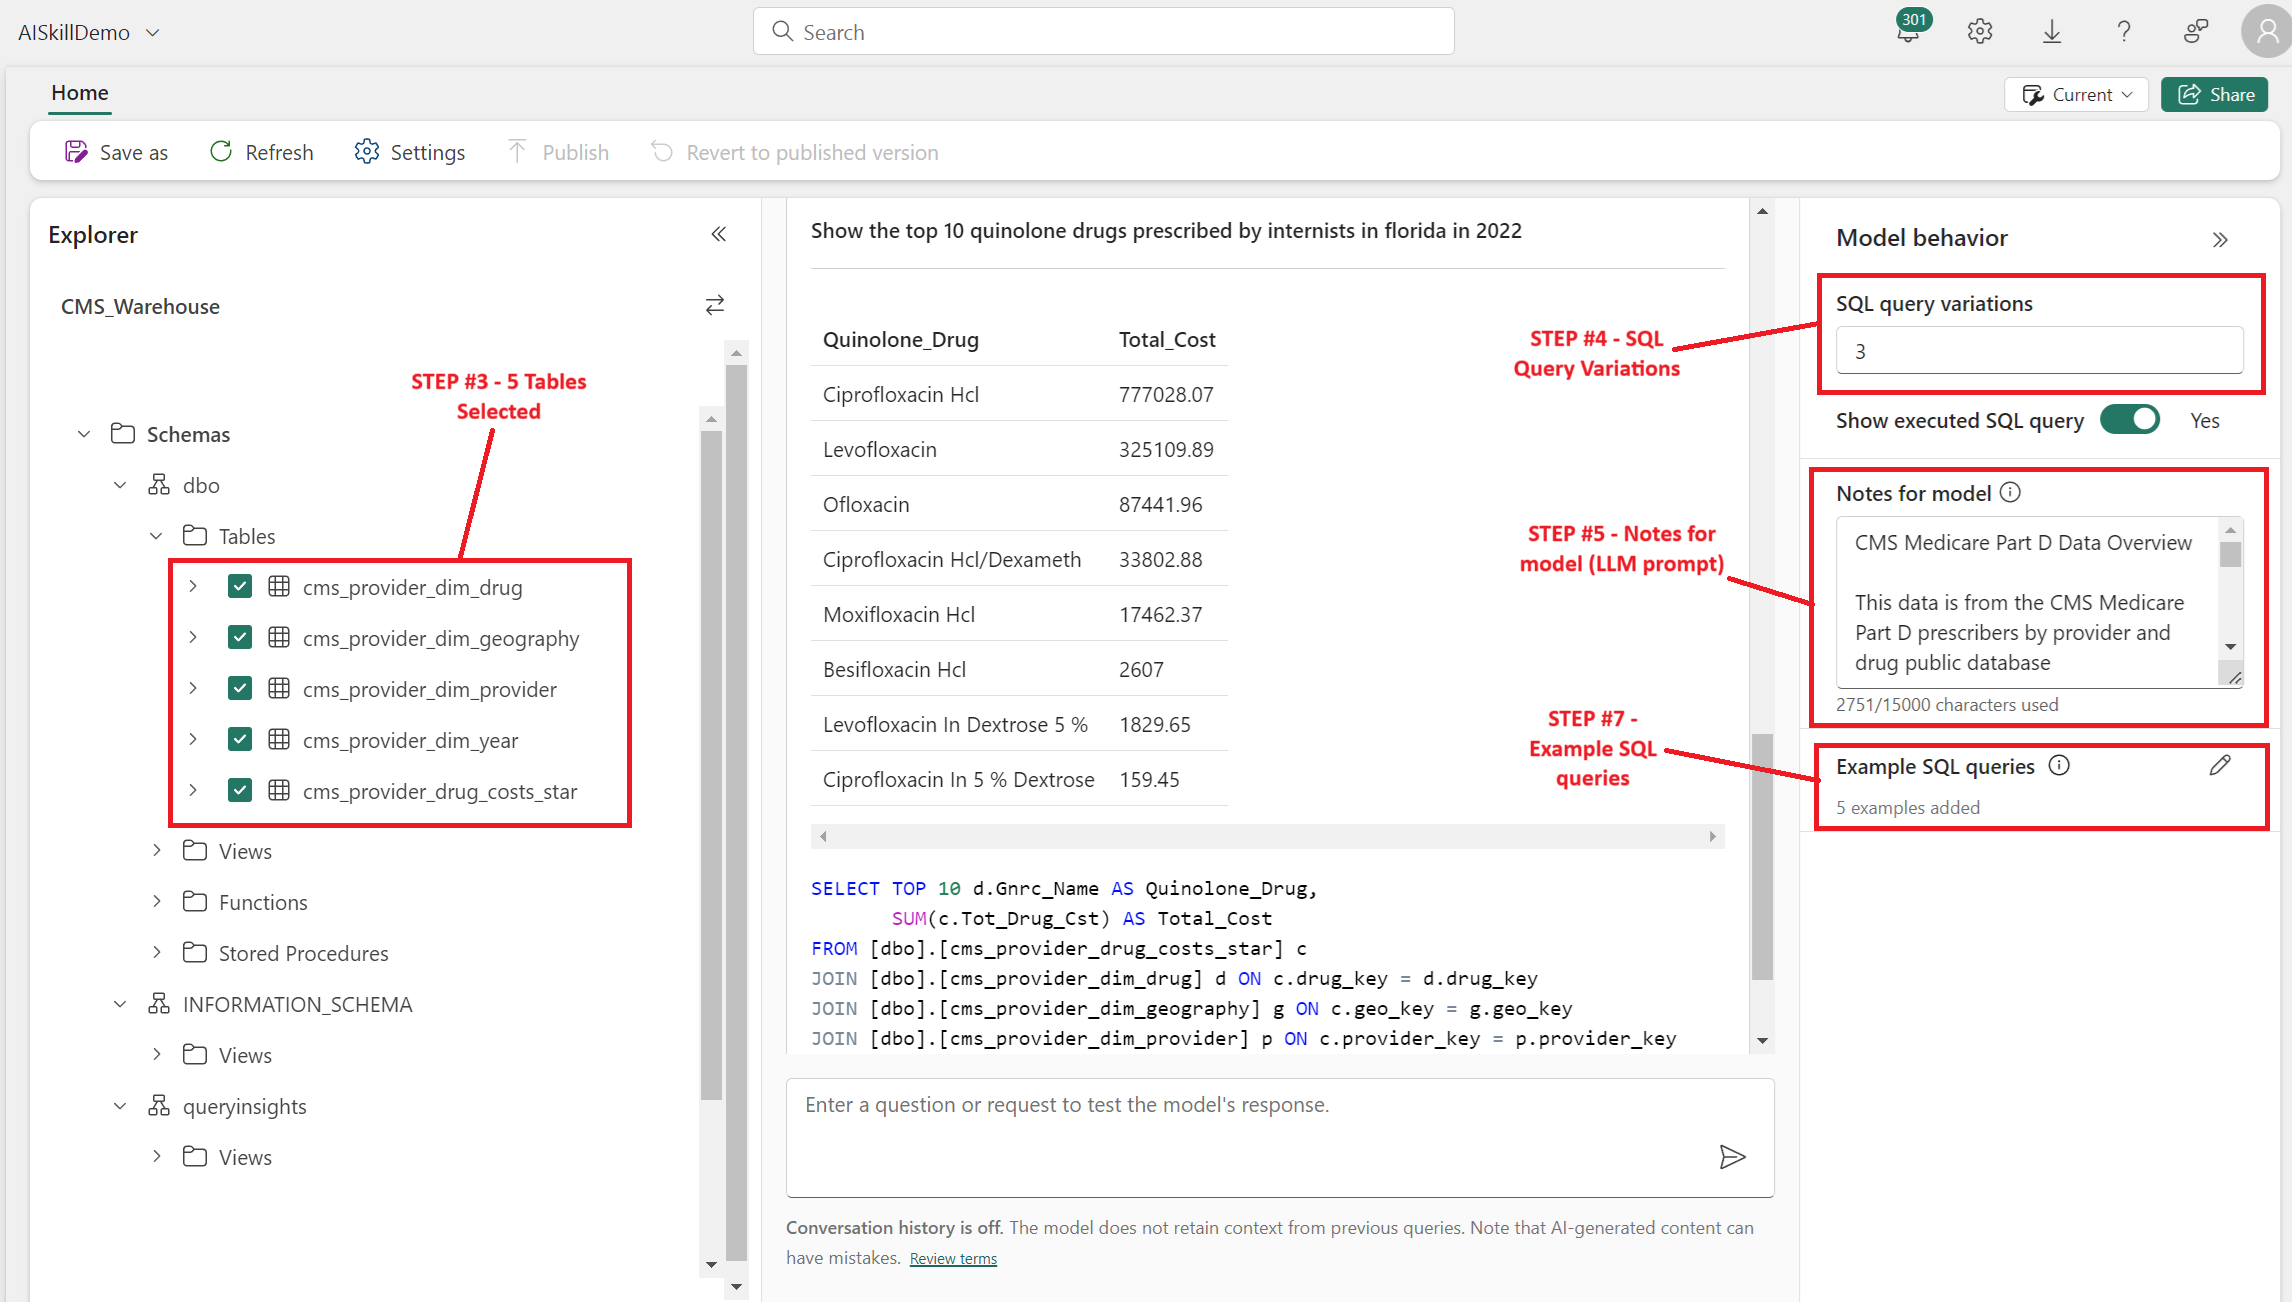 AISkillDemo
Search
301
Home
Current
Share
Save as
Refresh
Settings
Publish
Revert to published version
Explorer
CMS_Warehouse
STEP #3 - 5 Tables
Selected
Schemas
dbo
Tables
cms_provider_dim_drug
cms_provider_dim_geography
cms_provider_dim_provider
cms_provider_dim_year
cms_provider_drug_costs_star
Views
Functions
Stored Procedures
INFORMATION_SCHEMA
Views
queryinsights
Views
Show the top 10 quinolone drugs prescribed by internists in florida in 2022
Quinolone_Drug Total_Cost
Ciprofloxacin Hcl 777028.07
Levofloxacin 325109.89
Ofloxacin 87441.96
Ciprofloxacin Hcl/Dexameth 33802.88
Moxifloxacin Hcl 17462.37
Besifloxacin Hcl 2607
Levofloxacin In Dextrose 5 % 1829.65
Ciprofloxacin In 5 % Dextrose 159.45
SELECT TOP 10 d.Gnrc_Name AS Quinolone_Drug,
SUM(c.Tot_Drug_Cst) AS Total_Cost
FROM [dbo].[cms_provider_drug_costs_star] c
JOIN [dbo].[cms_provider_dim_drug] d ON c.drug_key = d.drug_key
JOIN [dbo].[cms_provider_dim_geography] g ON c.geo_key = g.geo_key
JOIN [dbo].[cms_provider_dim_provider] p ON c.provider_key = p.provider_key
Enter a question or request to test the model's response.
Conversation history is off. The model does not retain context from previous queries. Note that AI-generated content can
have mistakes. Review terms
STEP #4 - SQL
Query Variations
STEP #5 - Notes for
model (LLM prompt)
STEP #7 -
Example SQL
queries
Model behavior
SQL query variations
3
Show executed SQL query Yes
Notes for model
CMS Medicare Part D Data Overview
This data is from the CMS Medicare
Part D prescribers by provider and
drug public database
2751/15000 characters used
Example SQL queries
5 examples added